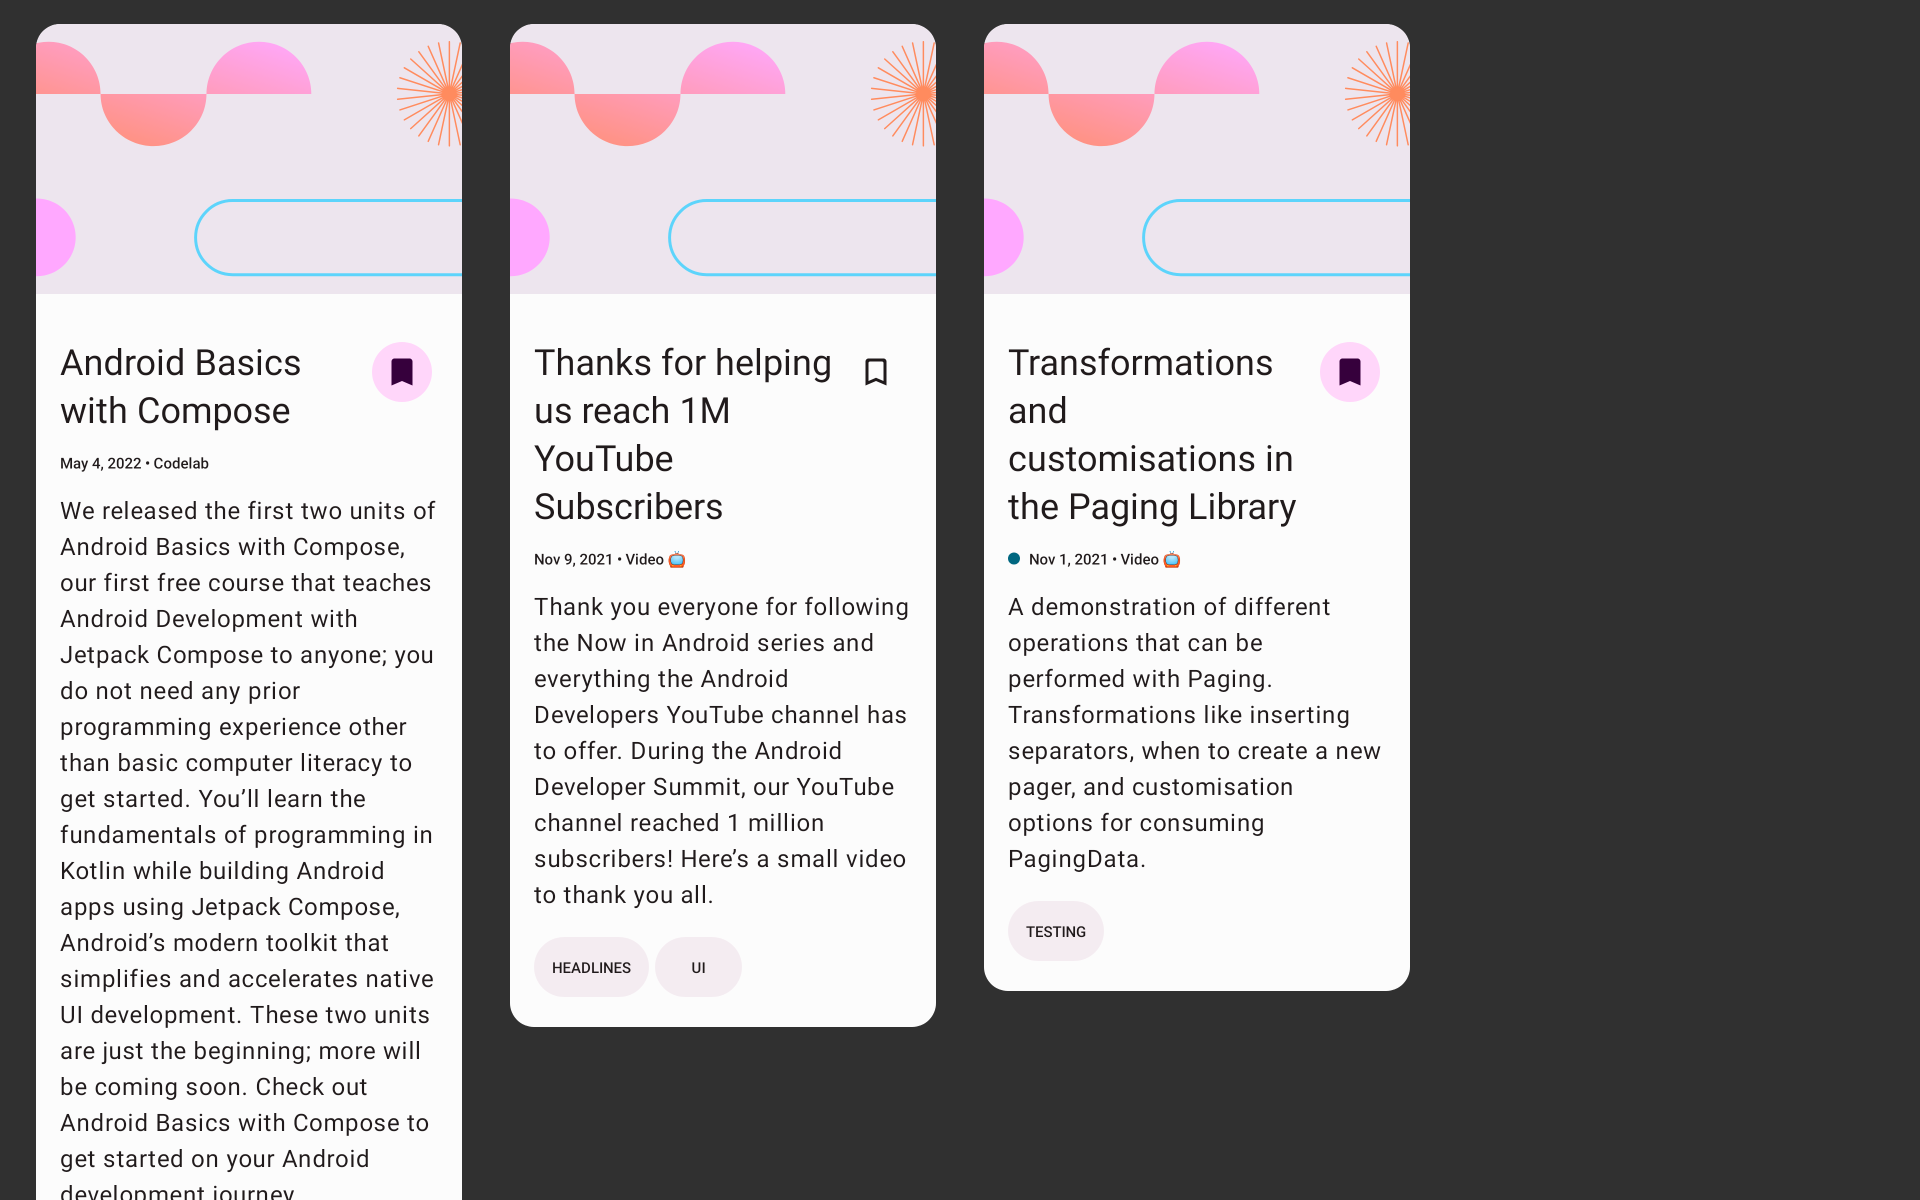 Android Basics
with Compose
May 4, 2022 • Codelab
We released the first two units of
Android Basics with Compose,
our first free course that teaches
Android Development with
Jetpack Compose to anyone; you
do not need any prior
programming experience other
than basic computer literacy to
get started. You’ll learn the
fundamentals of programming in
Kotlin while building Android
apps using Jetpack Compose,
Android’s modern toolkit that
simplifies and accelerates native
UI development. These two units
are just the beginning; more will
be coming soon. Check out
Android Basics with Compose to
get started on your Android
development journey
Thanks for helping
us reach 1M
YouTube
Subscribers
Nov 9, 2021 • Video 📺
Thank you everyone for following
the Now in Android series and
everything the Android
Developers YouTube channel has
to offer. During the Android
Developer Summit, our YouTube
channel reached 1 million
subscribers! Here’s a small video
to thank you all.
HEADLINES UI
Transformations
and
customisations in
the Paging Library
Nov 1, 2021 • Video 📺
A demonstration of different
operations that can be
performed with Paging.
Transformations like inserting
separators, when to create a new
pager, and customisation
options for consuming
PagingData.
TESTING